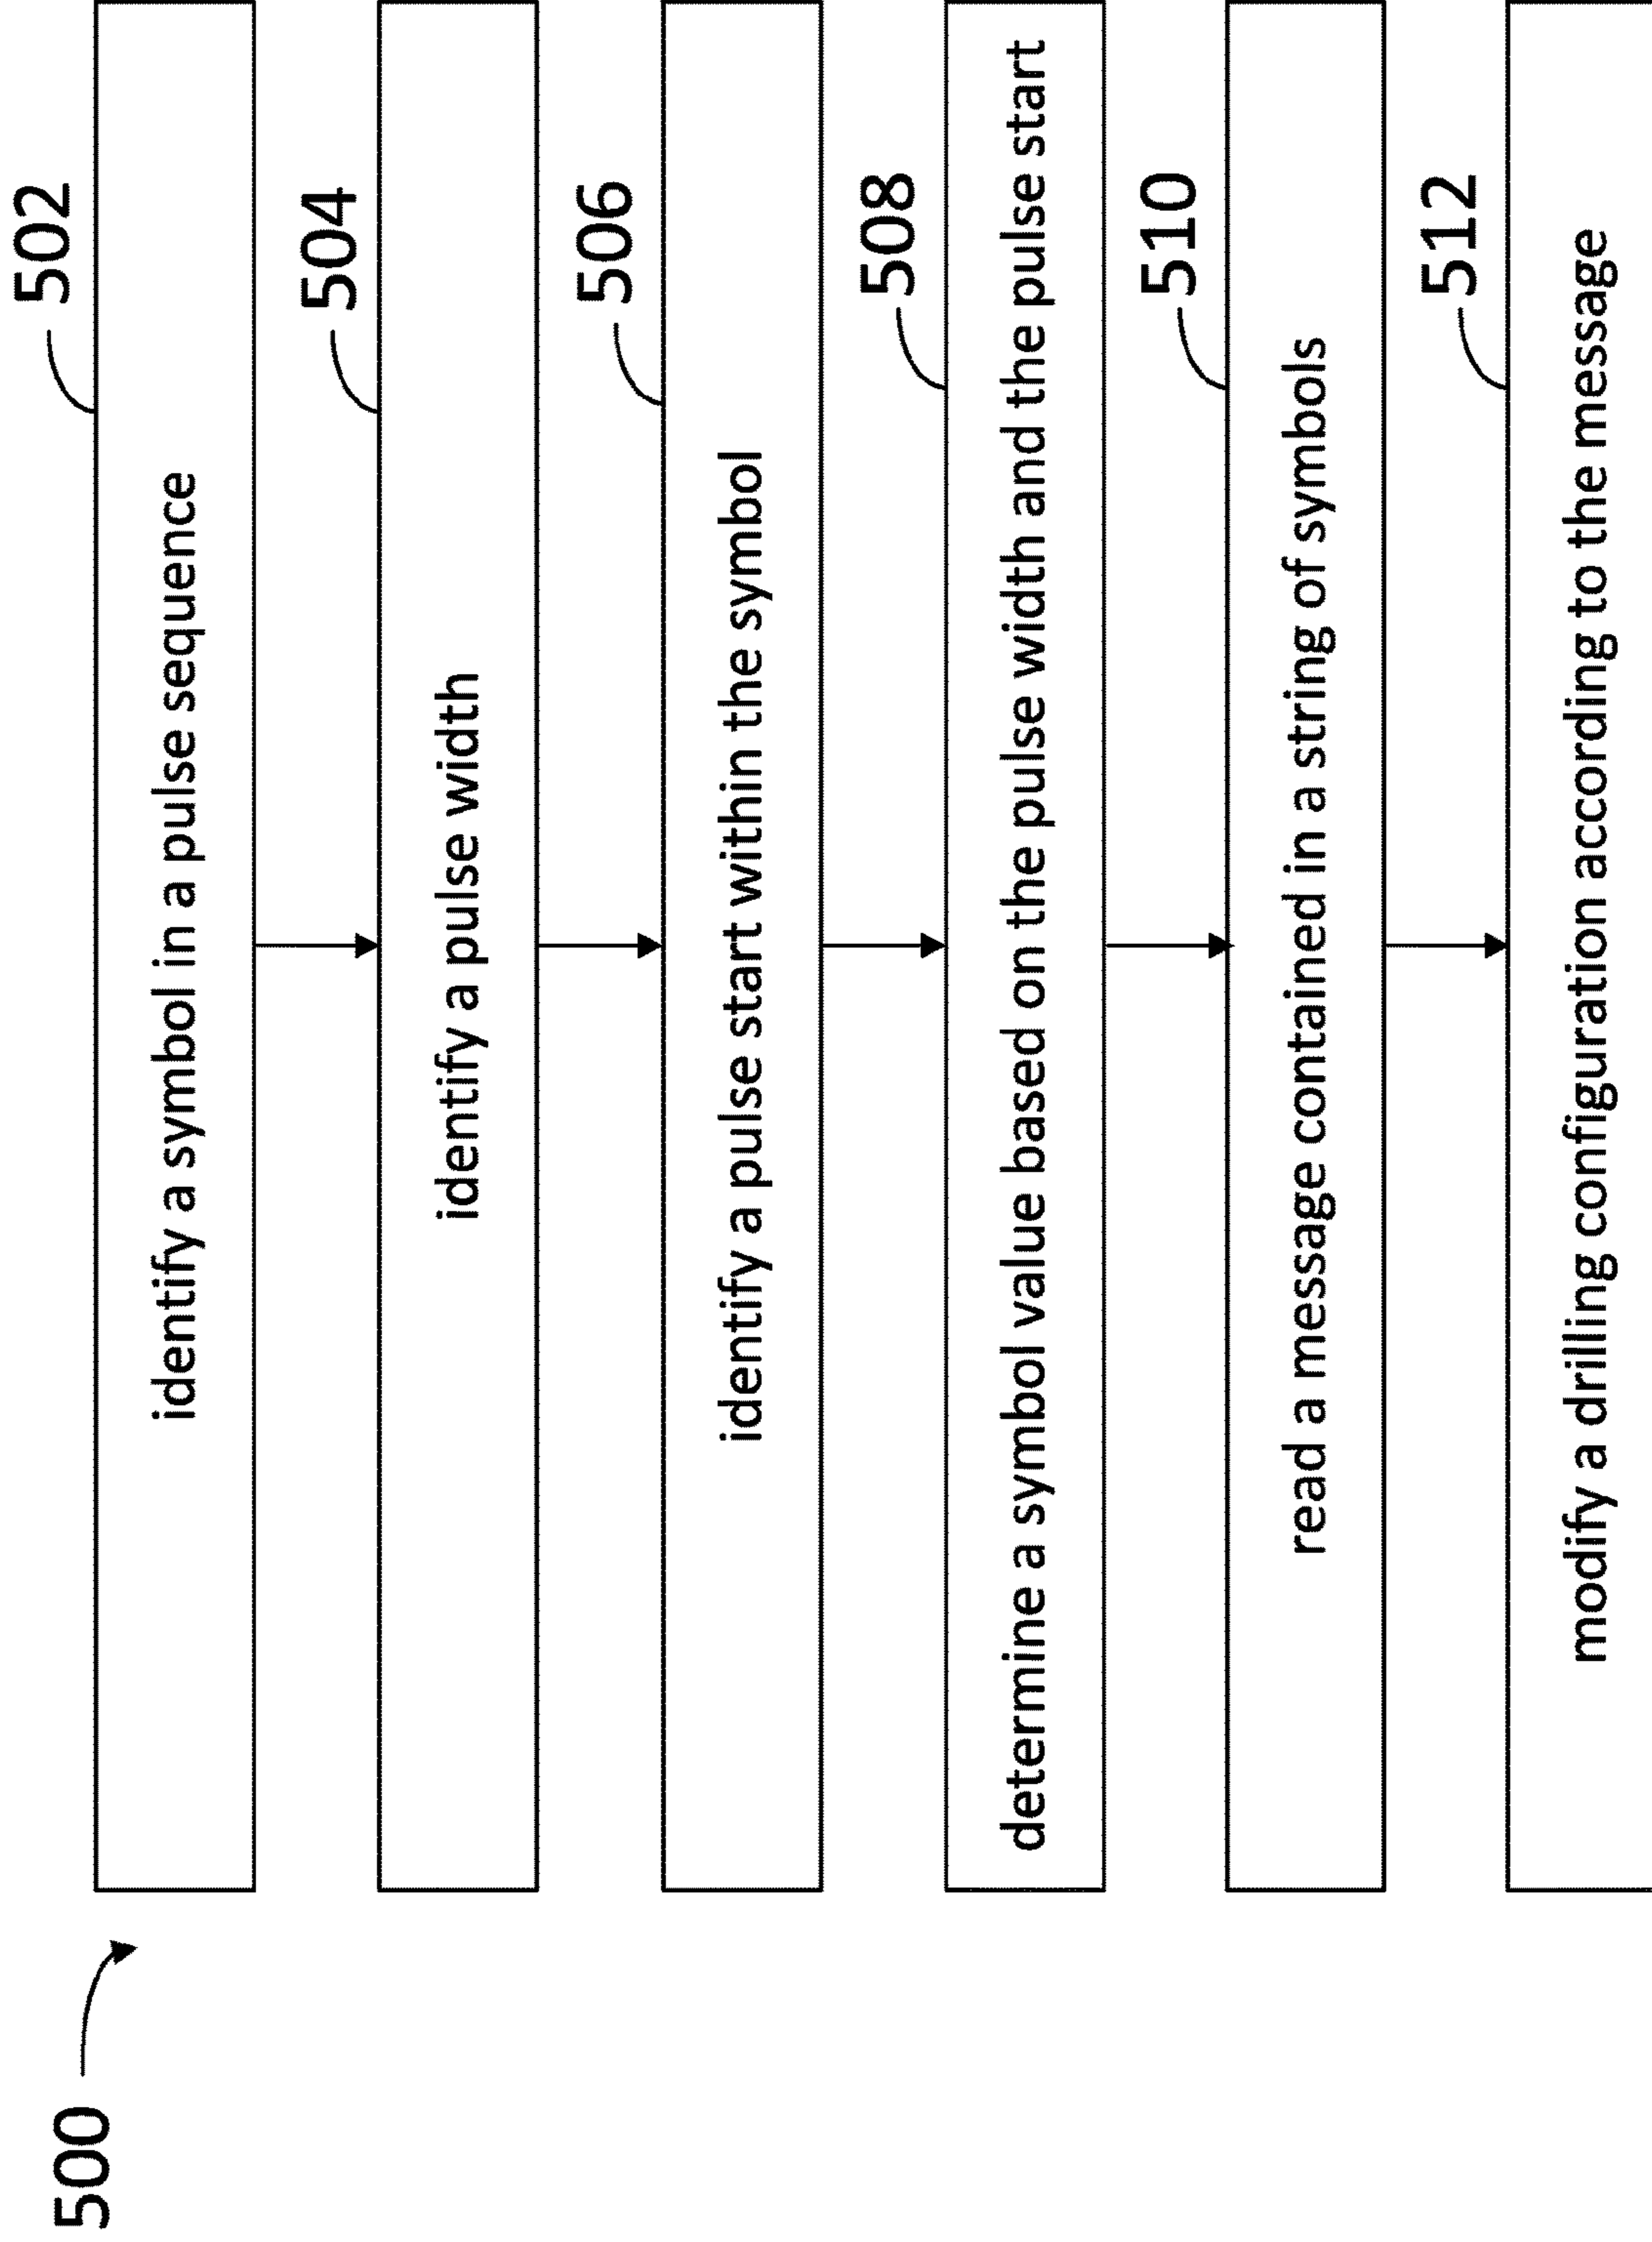 500
502
identify a symbol in a pulse sequence
504
identify a pulse width
506
identify a pulse start within the symbol
508
determine a symbol value based on the pulse width and the pulse start
510
read a message contained in a string of symbols
512
modify a drilling configuration according to the message